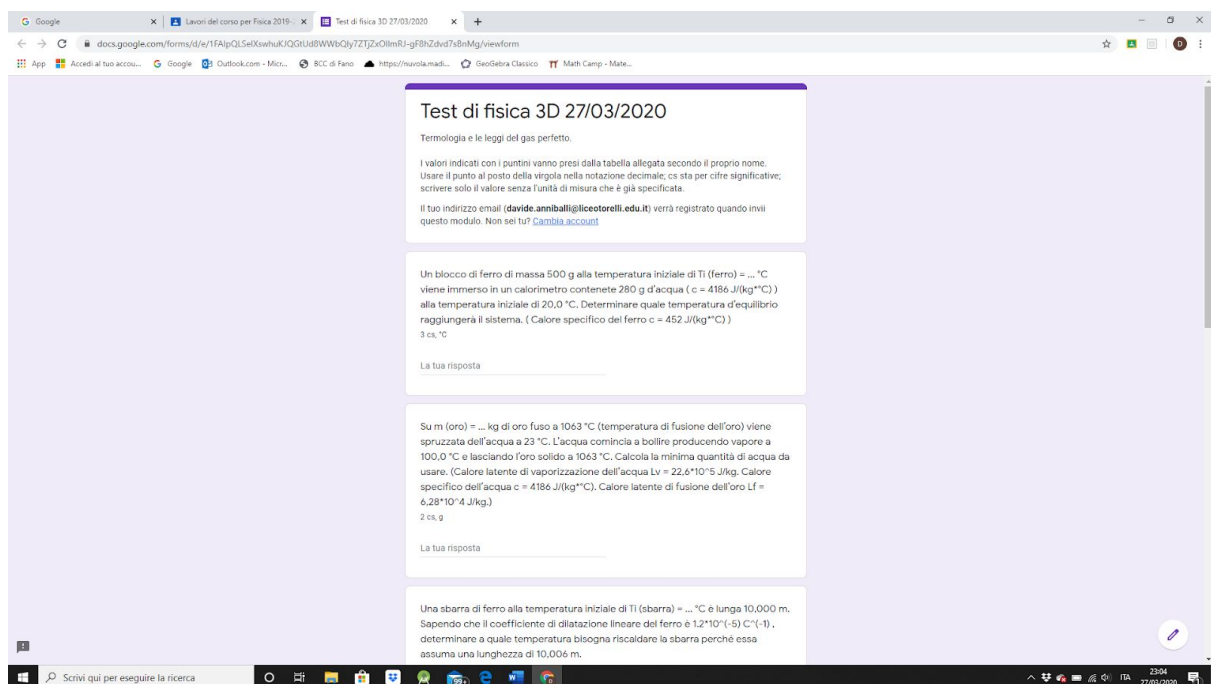 Google
Lavori del corso per Fisica 2019-
Test di fisica 3D 27/03/2020
docs.google.com/forms/d/e/1FAIpQLSelXswhuKJQGtUd8WWbQly7ZTjZxOllmRJ-gF8hZdvd7s8nMg/viewform
D
App
Accedi al tuo accou...
Google
Outlook.com - Micr...
BCC di Fano
https://nuvola.madi...
GeoGebra Classico
Math Camp - Mate...
Test di fisica 3D 27/03/2020
Termologia e le leggi del gas perfetto.
I valori indicati con i puntini vanno presi dalla tabella allegata secondo il proprio nome.
Usare il punto al posto della virgola nella notazione decimale; cs sta per cifre significative;
scrivere solo il valore senza l'unità di misura che è già specificata.
Il tuo indirizzo email (davide.anniballi@liceotorelli.edu.it) verrà registrato quando invii
questo modulo. Non sei tu? Cambia account
Un blocco di ferro di massa 500 g alla temperatura iniziale di Ti (ferro) = ... °C
viene immerso in un calorimetro contenete 280 g d'acqua ( c = 4186 J/(kg*°C) )
alla temperatura iniziale di 20,0 °C. Determinare quale temperatura d'equilibrio
raggiungerà il sistema. ( Calore specifico del ferro c = 452 J/(kg*°C) )
3 cs, °C
La tua risposta
Su m (oro) = ... kg di oro fuso a 1063 °C (temperatura di fusione dell'oro) viene
spruzzata dell'acqua a 23 °C. L'acqua comincia a bollire producendo vapore a
100,0 °C e lasciando l'oro solido a 1063 °C. Calcola la minima quantità di acqua da
usare. (Calore latente di vaporizzazione dell'acqua Lv = 22,6*10^5 J/kg. Calore
specifico dell'acqua c = 4186 J/(kg*°C). Calore latente di fusione dell'oro Lf =
6,28*10^4 J/kg.)
2 cs, g
La tua risposta
Una sbarra di ferro alla temperatura iniziale di Ti (sbarra) = ... °C è lunga 10,000 m.
Sapendo che il coefficiente di dilatazione lineare del ferro è 1.2*10^(-5) C^(-1) ,
determinare a quale temperatura bisogna riscaldare la sbarra perché essa
assuma una lunghezza di 10,006 m.
Scrivi qui per eseguire la ricerca
99+
ITA
23:04
27/03/2020